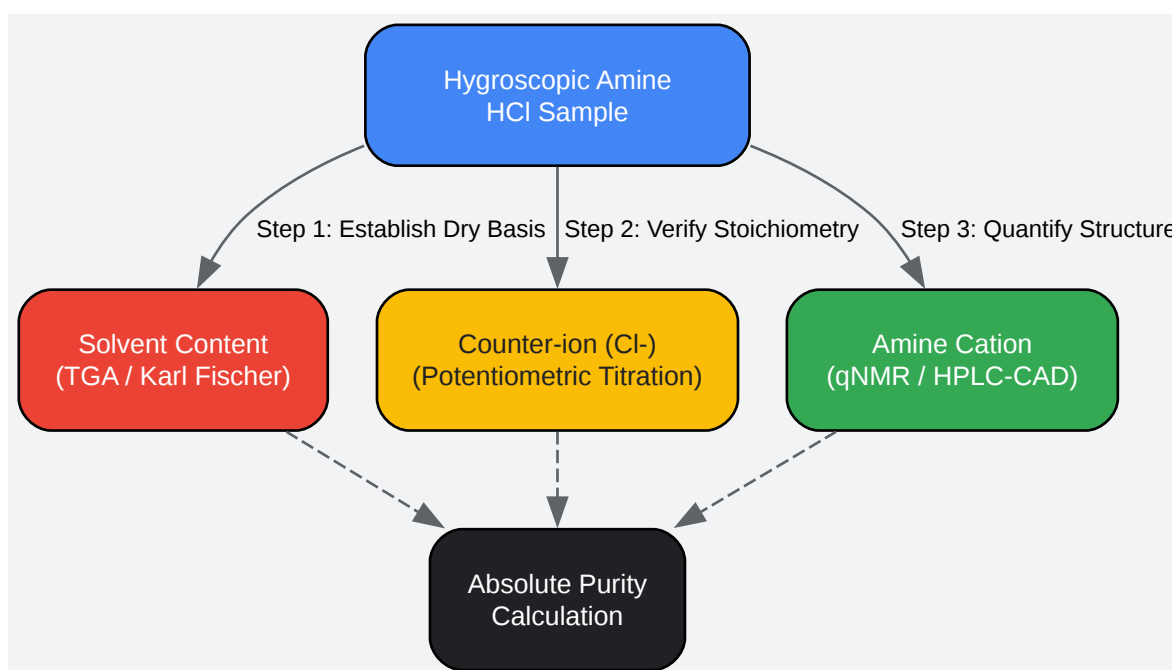 Hygroscopic Amine
HCl Sample
Step 1: Establish Dry Basis
Step 2: Verify Stoichiometry
Step 3: Quantify Structure
Solvent Content
(TGA / Karl Fischer)
Counter-ion (Cl-)
(Potentiometric Titration)
Amine Cation
(qNMR / HPLC-CAD)
Absolute Purity
Calculation